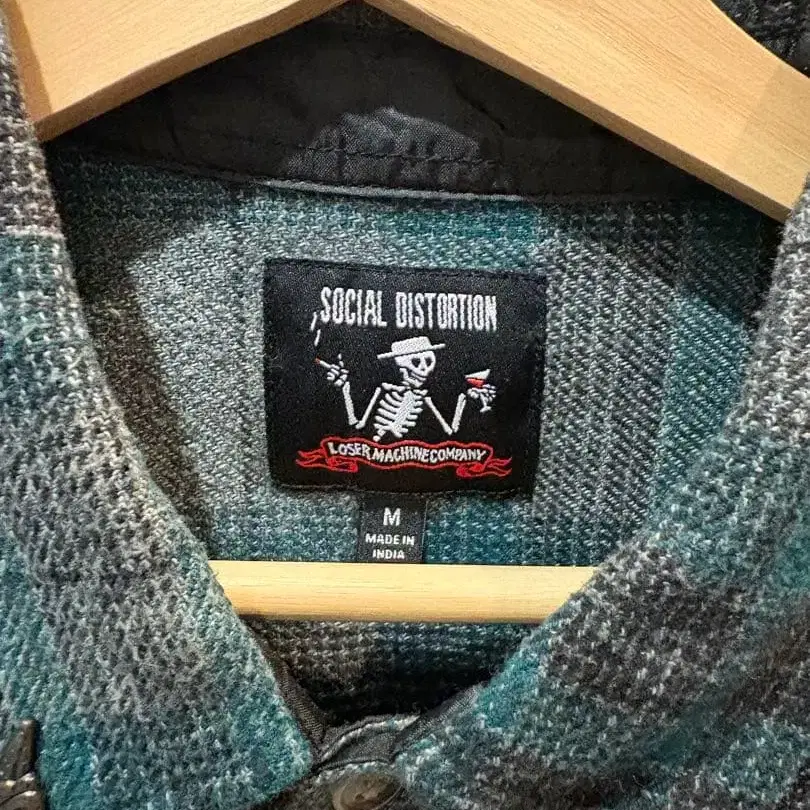 SOCIAL DISTORTION
LOSER MACHINE COMPANY
M
MADE IN
INDIA